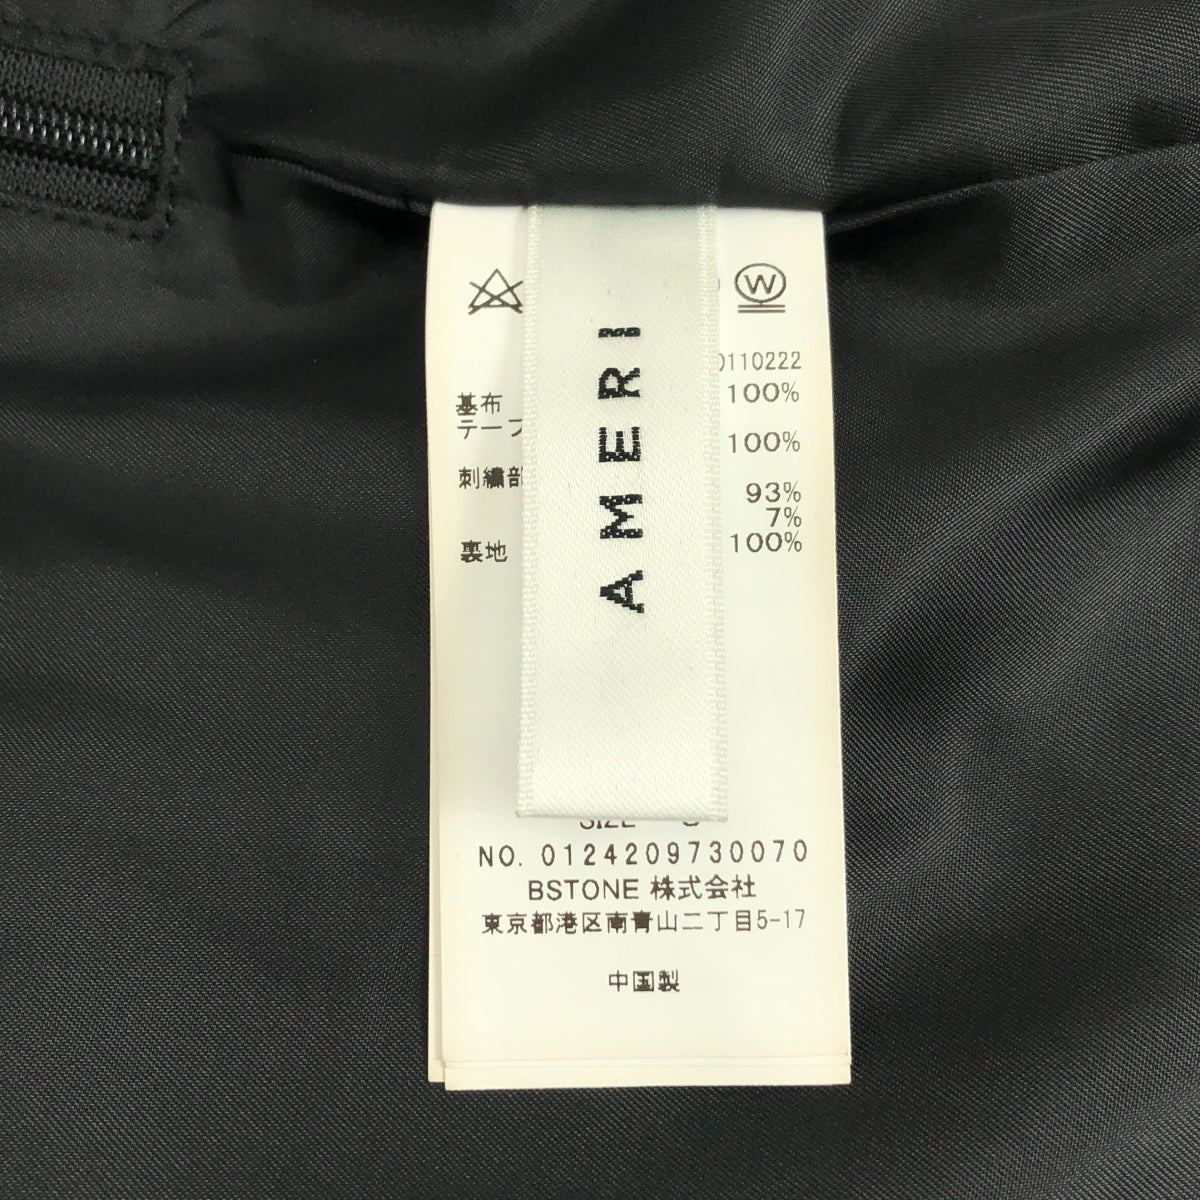 AMERI
W
0110222
基布 100%
テープ 100%
刺繍部 93%
7%
裏地 100%
SIZE
NO. 0124209730070
BSTONE 株式会社
東京都港区南青山二丁目5-17
中国製